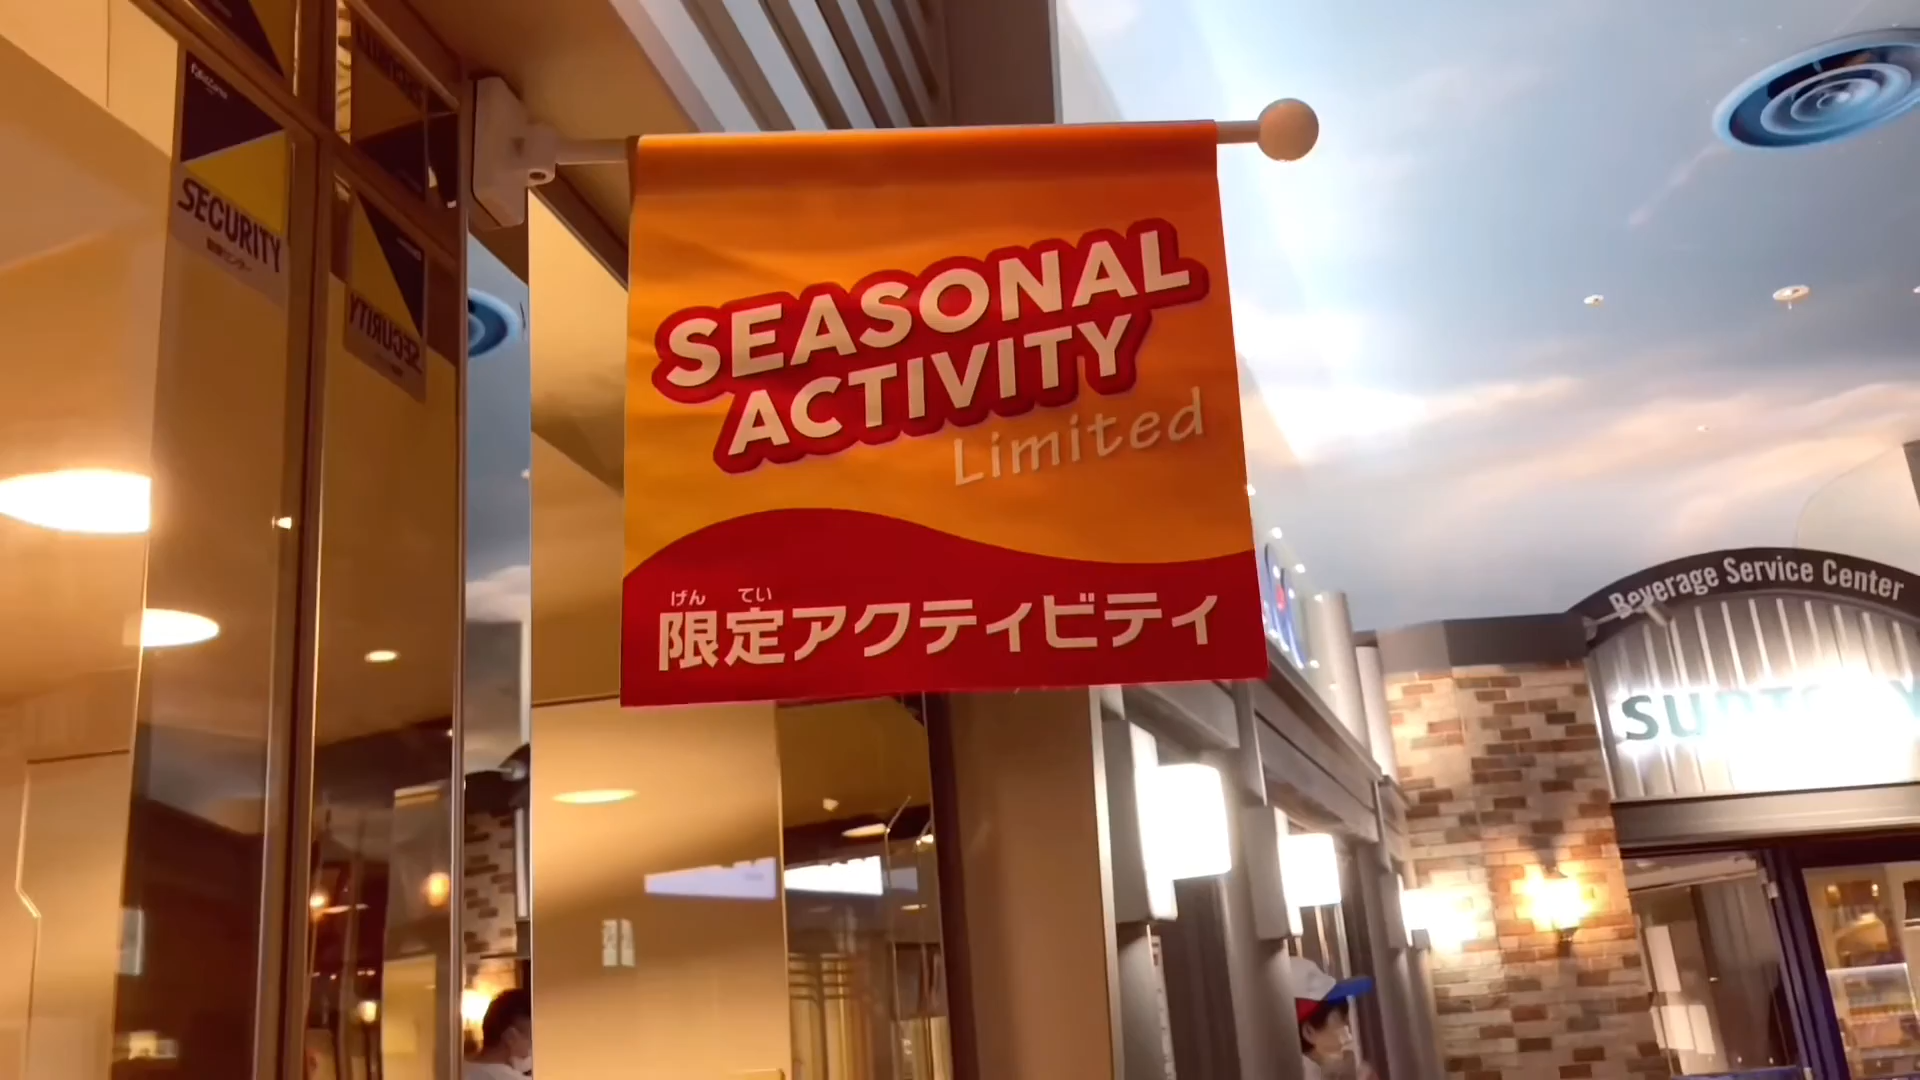 SECURITY
SEASONAL
ACTIVITY
Limited
げん てい
限定アクティビティ
Beverage Service Center
SUNTORY